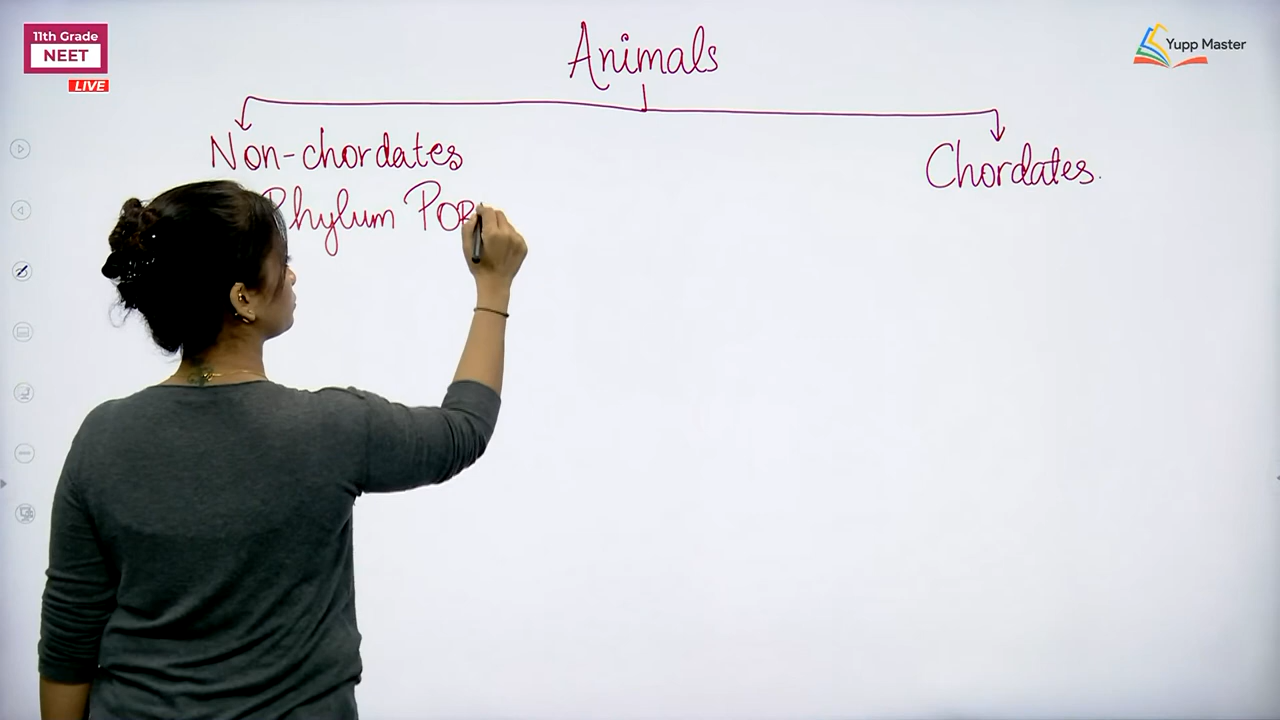 11th Grade
NEET
LIVE
Yupp Master
Animals
Non-chordates
Chordates.
Phylum Por